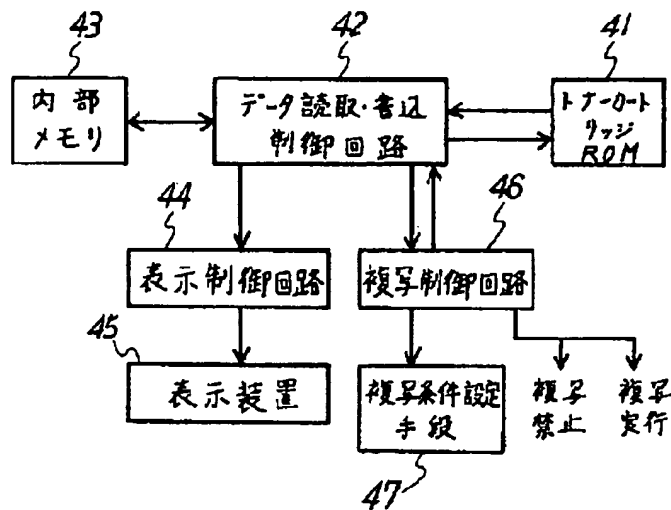 43
42
41
内部
メモリ
データ読取・書込
制御回路
トナーカート
リッジ
ROM
44
46
表示制御回路
複写制御回路
45
表示装置
複写条件設定
手段
複写
禁止
複写
実行
47